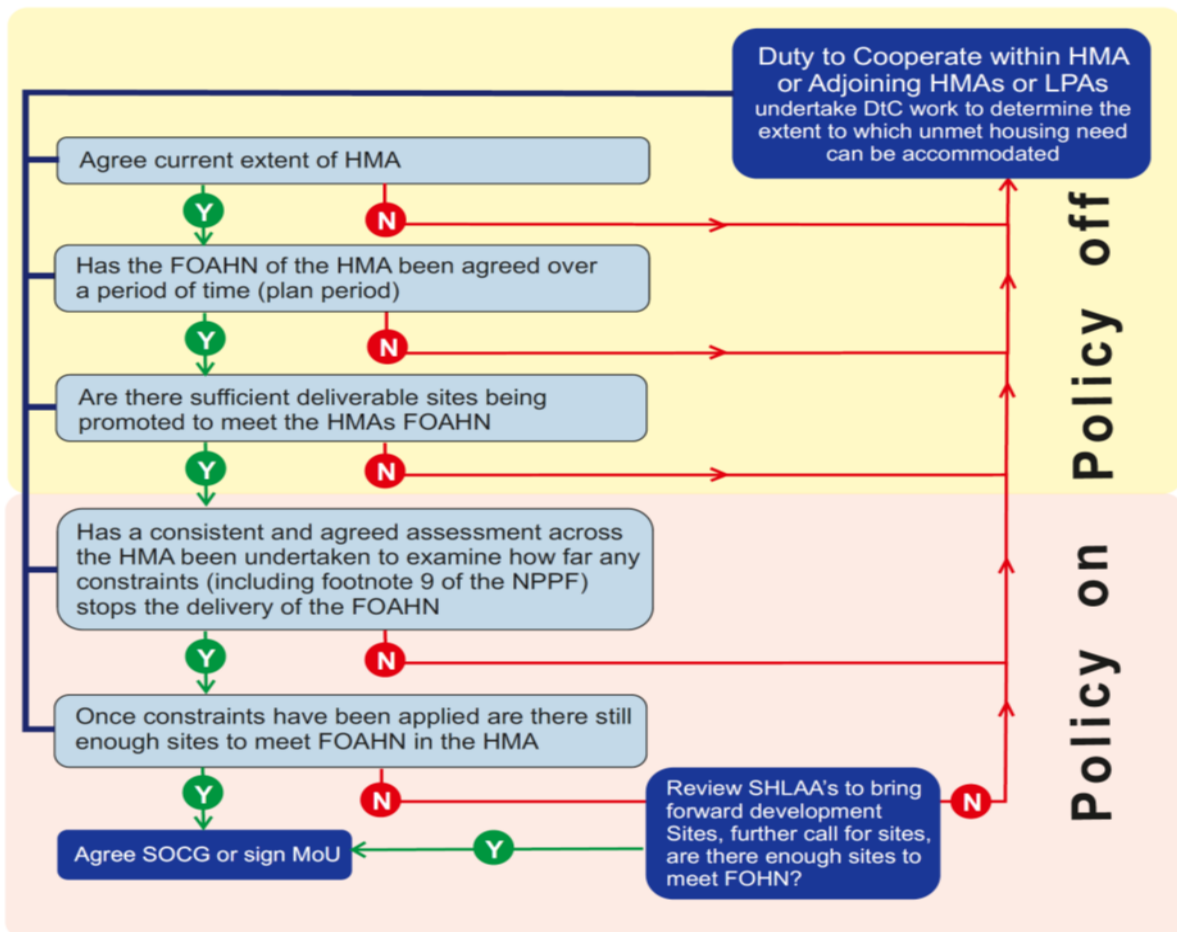 Duty to Cooperate within HMA
or Adjoining HMAs or LPAs
undertake DtC work to determine the
extent to which unmet housing need
can be accommodated
Agree current extent of HMA
Y
N
Has the FOAHN of the HMA been agreed over
a period of time (plan period)
Y
N
Are there sufficient deliverable sites being
promoted to meet the HMAs FOAHN
Y
N
Policy off
Has a consistent and agreed assessment across
the HMA been undertaken to examine how far any
constraints (including footnote 9 of the NPPF)
stops the delivery of the FOAHN
Y
N
Once constraints have been applied are there still
enough sites to meet FOAHN in the HMA
Y
N
Review SHLAA's to bring
forward development
Sites, further call for sites,
are there enough sites to
meet FOHN?
N
Y
Agree SOCG or sign MoU
Policy on